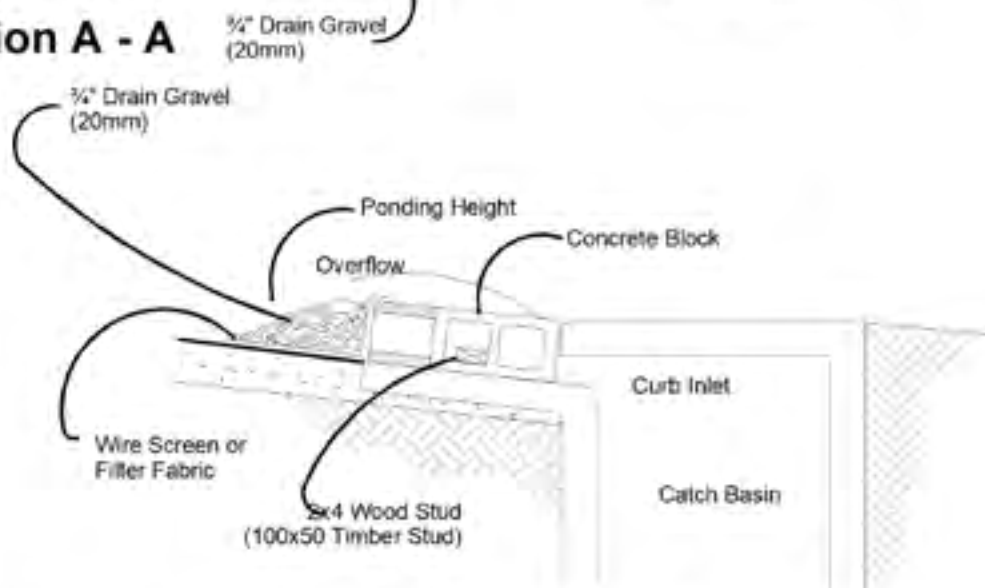 ion A - A
¾" Drain Gravel
(20mm)
¾" Drain Gravel
(20mm)
Ponding Height
Concrete Block
Overflow
Curb Inlet
Wire Screen or
Filter Fabric
Catch Basin
2x4 Wood Stud
(100x50 Timber Stud)